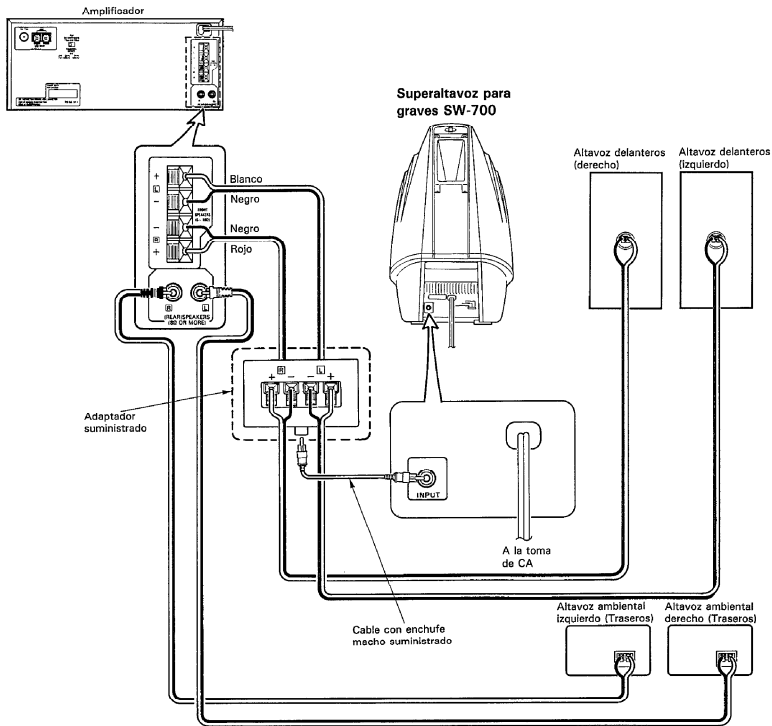 Amplificador
Superaltavoz para
graves SW-700
Altavoz delanteros
(derecho)
Altavoz delanteros
(izquierdo)
+
Blanco
L
-
Negro
FRONT
SPEAKERS
-
Negro
R
+
Rojo
R
L
(REAR)SPEAKERS
(8Ω OR MORE)
R
L
+ - - +
Adaptador
suministrado
INPUT
A la toma
de CA
Cable con enchufe
macho suministrado
Altavoz ambiental
izquierdo (Traseros)
Altavoz ambiental
derecho (Traseros)